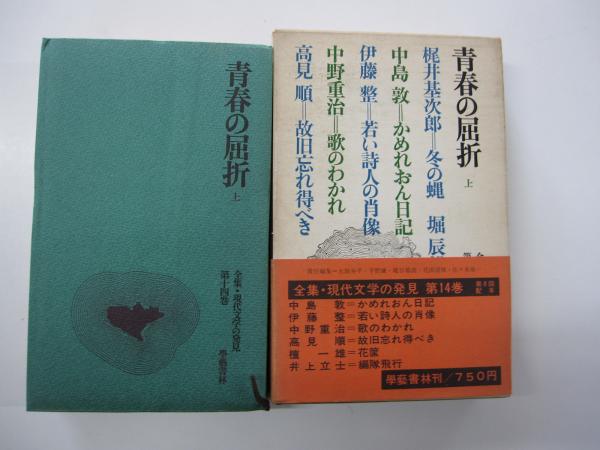 青春の屈折
上
全集・現代文学の発見
第十四巻
學藝書林
青春の屈折
上
梶井基次郎＝冬の蝿 堀辰
中島 敦＝かめれおん日記
伊藤 整＝若い詩人の肖像
中野重治＝歌のわかれ
高見 順＝故旧忘れ得べき
全
第
全集・現代文学の発見 第14巻
中島 敦＝かめれおん日記
伊藤 整＝若い詩人の肖像
中野重治＝歌のわかれ
高見 順＝故旧忘れ得べき
檀 一雄＝花筐
井上立士＝編隊飛行
學藝書林刊／750円